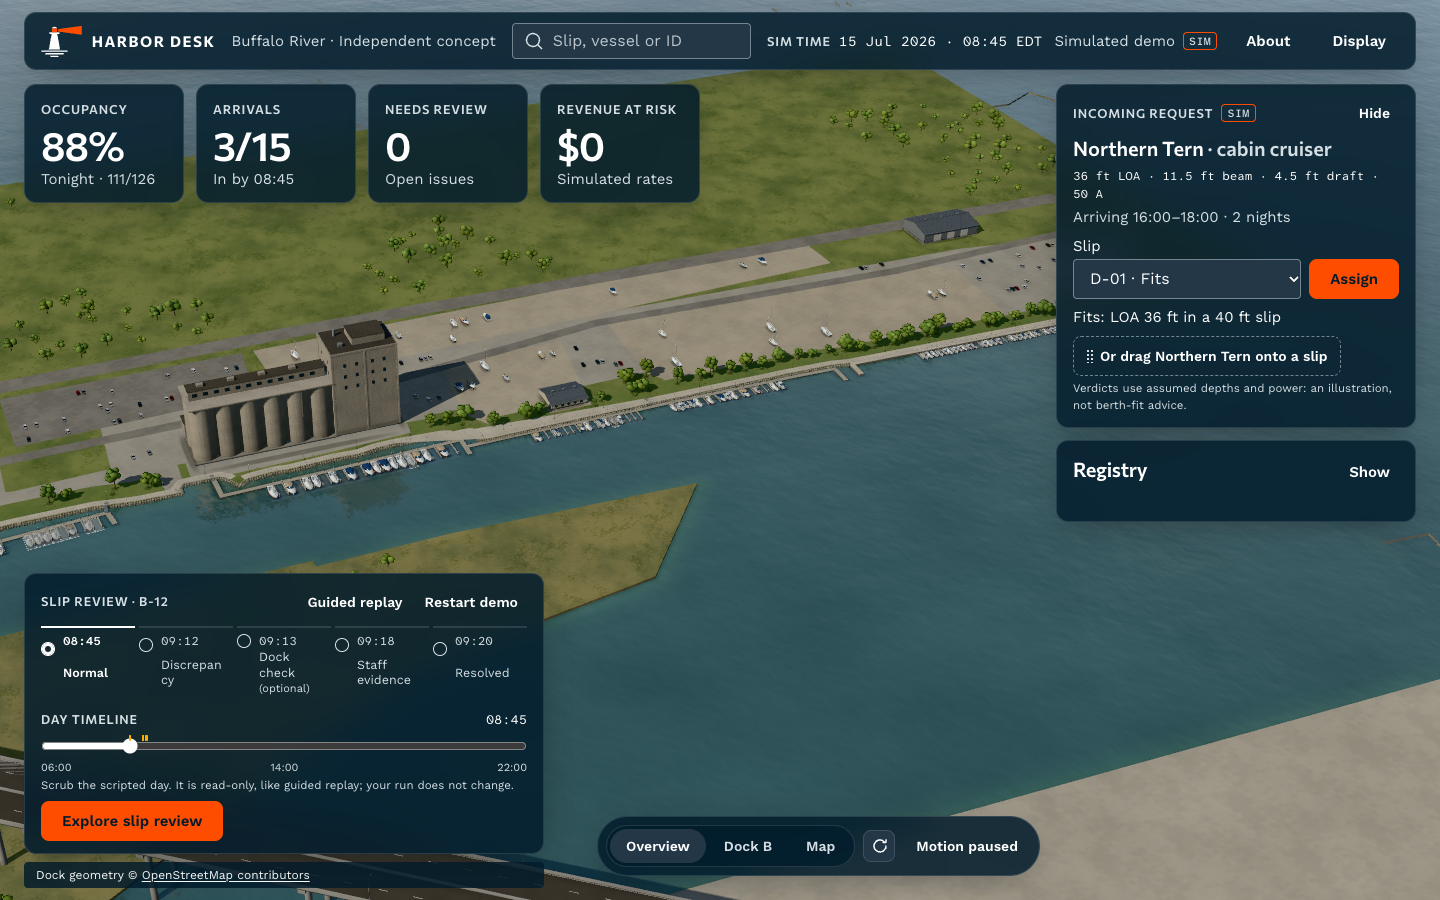 HARBOR DESK
Buffalo River · Independent concept
Slip, vessel or ID
SIM TIME 15 Jul 2026 · 08:45 EDT
Simulated demo SIM
About
Display
OCCUPANCY
88%
Tonight · 111/126
ARRIVALS
3/15
In by 08:45
NEEDS REVIEW
0
Open issues
REVENUE AT RISK
$0
Simulated rates
INCOMING REQUEST SIM
Hide
Northern Tern · cabin cruiser
36 ft LOA · 11.5 ft beam · 4.5 ft draft ·
50 A
Arriving 16:00–18:00 · 2 nights
Slip
D-01 · Fits
Assign
Fits: LOA 36 ft in a 40 ft slip
Or drag Northern Tern onto a slip
Verdicts use assumed depths and power: an illustration,
not berth-fit advice.
Registry
Show
SLIP REVIEW · B-12
Guided replay
Restart demo
08:45
Normal
09:12
Discrepan
cy
09:13
Dock
check
(optional)
09:18
Staff
evidence
09:20
Resolved
DAY TIMELINE
08:45
06:00
14:00
22:00
Scrub the scripted day. It is read-only, like guided replay; your run does not change.
Explore slip review
Dock geometry © OpenStreetMap contributors
Overview
Dock B
Map
Motion paused